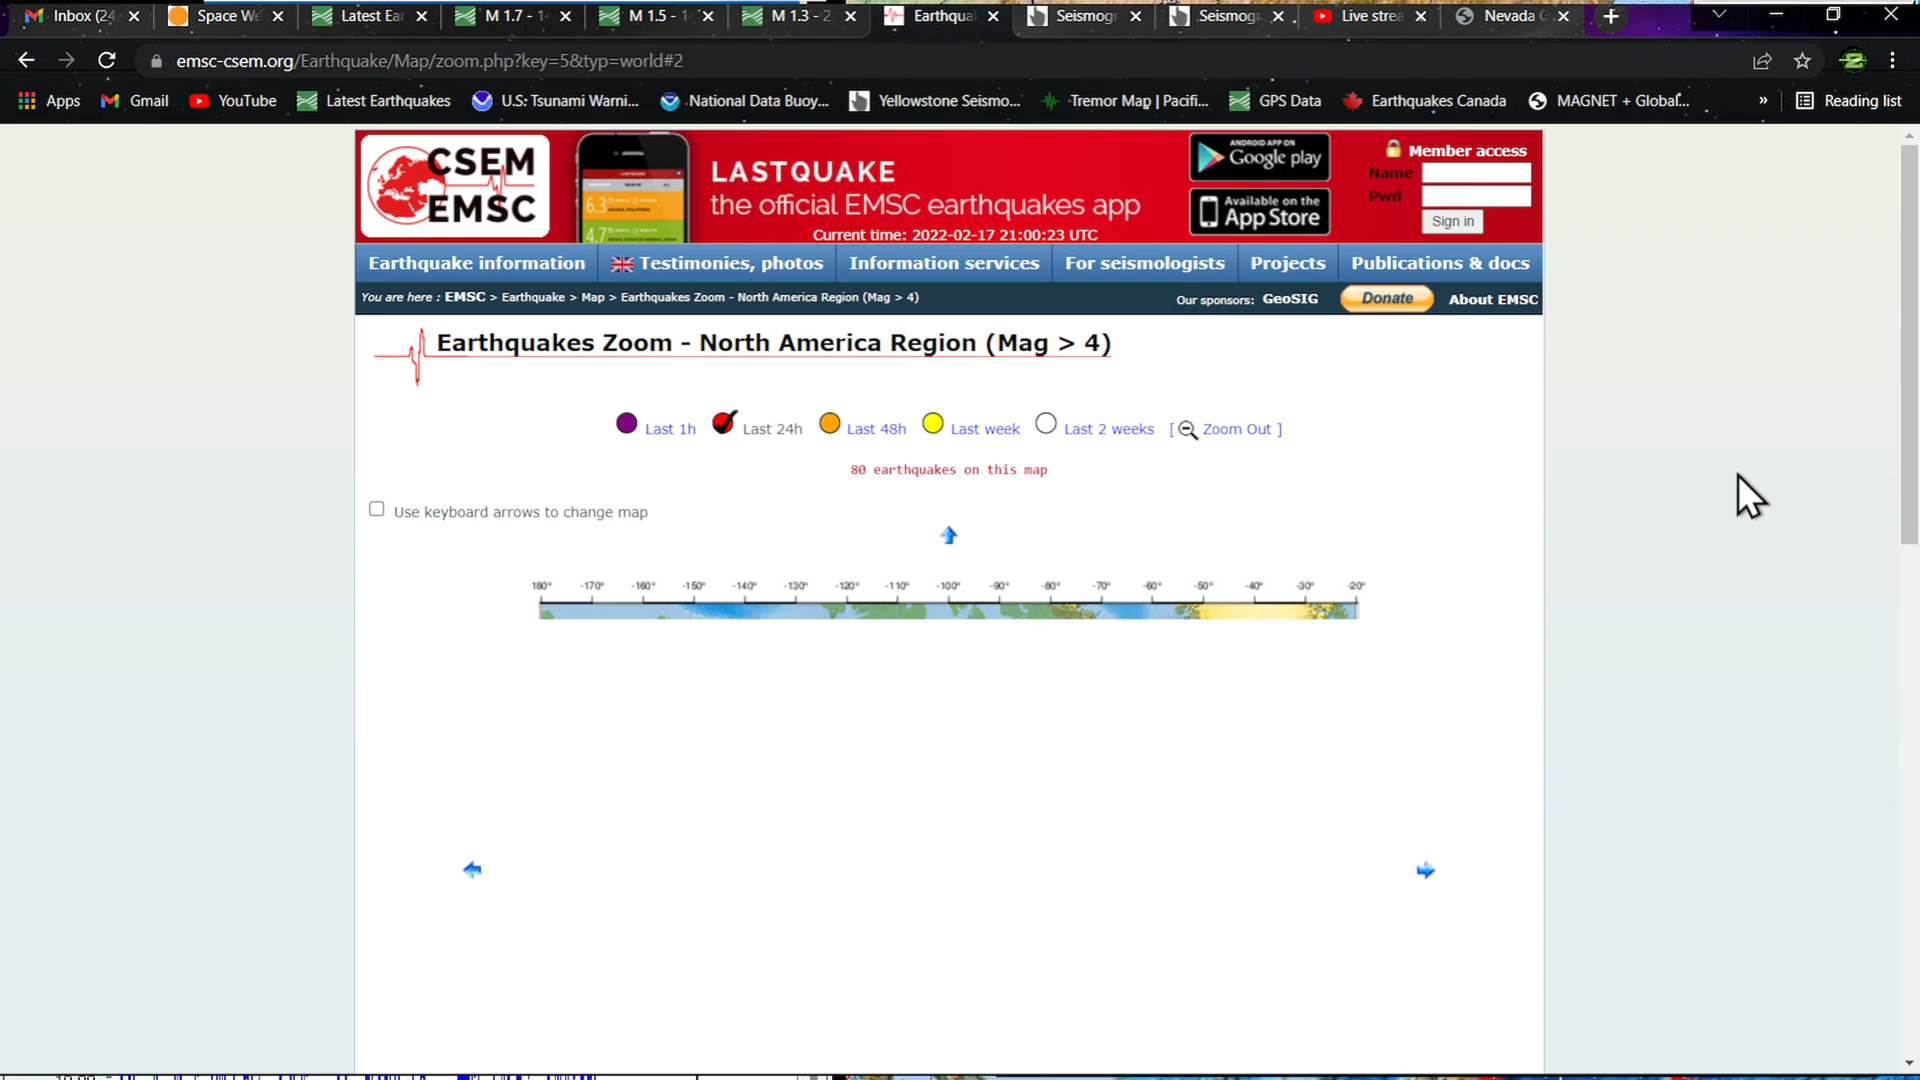 Inbox (24
Space We
Latest Ear
M 1.7 - 1
M 1.5 - 1
M 1.3 - 2
Earthqua
Seismogr
Seismogr
Live strea
Nevada
emsc-csem.org/Earthquake/Map/zoom.php?key=5&typ=world#2
Apps
Gmail
YouTube
Latest Earthquakes
U.S. Tsunami Warni...
National Data Buoy...
Yellowstone Seismo...
Tremor Map | Pacifi...
GPS Data
Earthquakes Canada
MAGNET + Global...
»
Reading list
CSEM
EMSC
6.3
4.7
LASTQUAKE
the official EMSC earthquakes app
Current time: 2022-02-17 21:00:23 UTC
ANDROID APP ON
Google play
Available on the
App Store
Member access
Name
Pwd
Sign in
Earthquake information
Testimonies, photos
Information services
For seismologists
Projects
Publications & docs
You are here : EMSC > Earthquake > Map > Earthquakes Zoom - North America Region (Mag > 4)
Our sponsors: GeoSIG
Donate
About EMSC
Earthquakes Zoom - North America Region (Mag > 4)
Last 1h Last 24h Last 48h Last week Last 2 weeks [ Zoom Out ]
80 earthquakes on this map
Use keyboard arrows to change map
180° -170° -160° -150° -140° -130° -120° -110° -100° -90° -80° -70° -60° -50° -40° -30° -20°